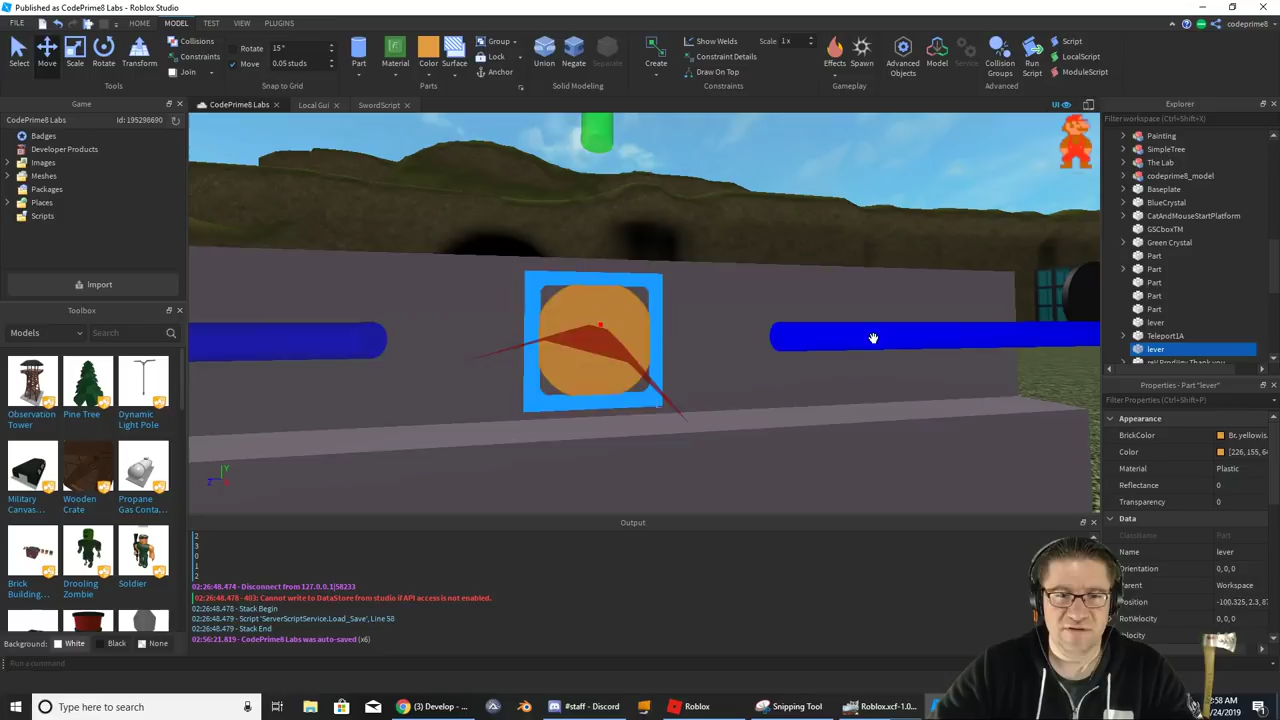 Published as CodePrime8 Labs - Roblox Studio
FILE HOME MODEL TEST VIEW PLUGINS codeprime8
Select Move Scale Rotate Transform
Collisions
Constraints
Join
Tools
Rotate 15°
Move 0.05 studs
Snap to Grid
Part Material Color Surface
Group
Lock
Anchor
Parts
Union Negate Separate
Solid Modeling
Create
Show Welds Scale 1x
Constraint Details
Draw On Top
Constraints
Effects Spawn
Gameplay
Advanced Objects Model Service Collision Groups Run Script
Script
LocalScript
ModuleScript
Advanced
Game
CodePrime8 Labs Id: 195298690
Badges
Developer Products
Images
Meshes
Packages
Places
Scripts
Import
Toolbox
Models Search
Observation Tower
Pine Tree
Dynamic Light Pole
Military Canvas...
Wooden Crate
Propane Gas Conta...
Brick Building...
Drooling Zombie
Soldier
Background: White Black None
Run a command
CodePrime8 Labs Local Gui SwordScript
UI
Y
Z
Output
2
3
0
1
2
02:26:48.474 - Disconnect from 127.0.0.1|58233
02:26:48.478 - 403: Cannot write to DataStore from studio if API access is not enabled.
02:26:48.478 - Stack Begin
02:26:48.479 - Script 'ServerScriptService.Load_Save', Line 58
02:26:48.479 - Stack End
02:56:21.819 - CodePrime8 Labs was auto-saved (x6)
Explorer
Filter workspace (Ctrl+Shift+X)
Painting
SimpleTree
The Lab
codeprime8_model
Baseplate
BlueCrystal
CatAndMouseStartPlatform
GSCboxTM
Green Crystal
Part
Part
Part
Part
Part
lever
Teleport1A
lever
Properties - Part "lever"
Filter Properties (Ctrl+Shift+P)
Appearance
BrickColor Br. yellowis...
Color [226, 155, 6
Material Plastic
Reflectance 0
Transparency 0
Data
ClassName Part
Name lever
Orientation 0, 0, 0
Parent Workspace
Position -100.325, 2.3, 8
RotVelocity 0, 0, 0
Velocity
Type here to search
(3) Develop - ...
#staff - Discord
Roblox
Snipping Tool
Roblox.xcf-1.0...
:58 AM
/24/2019